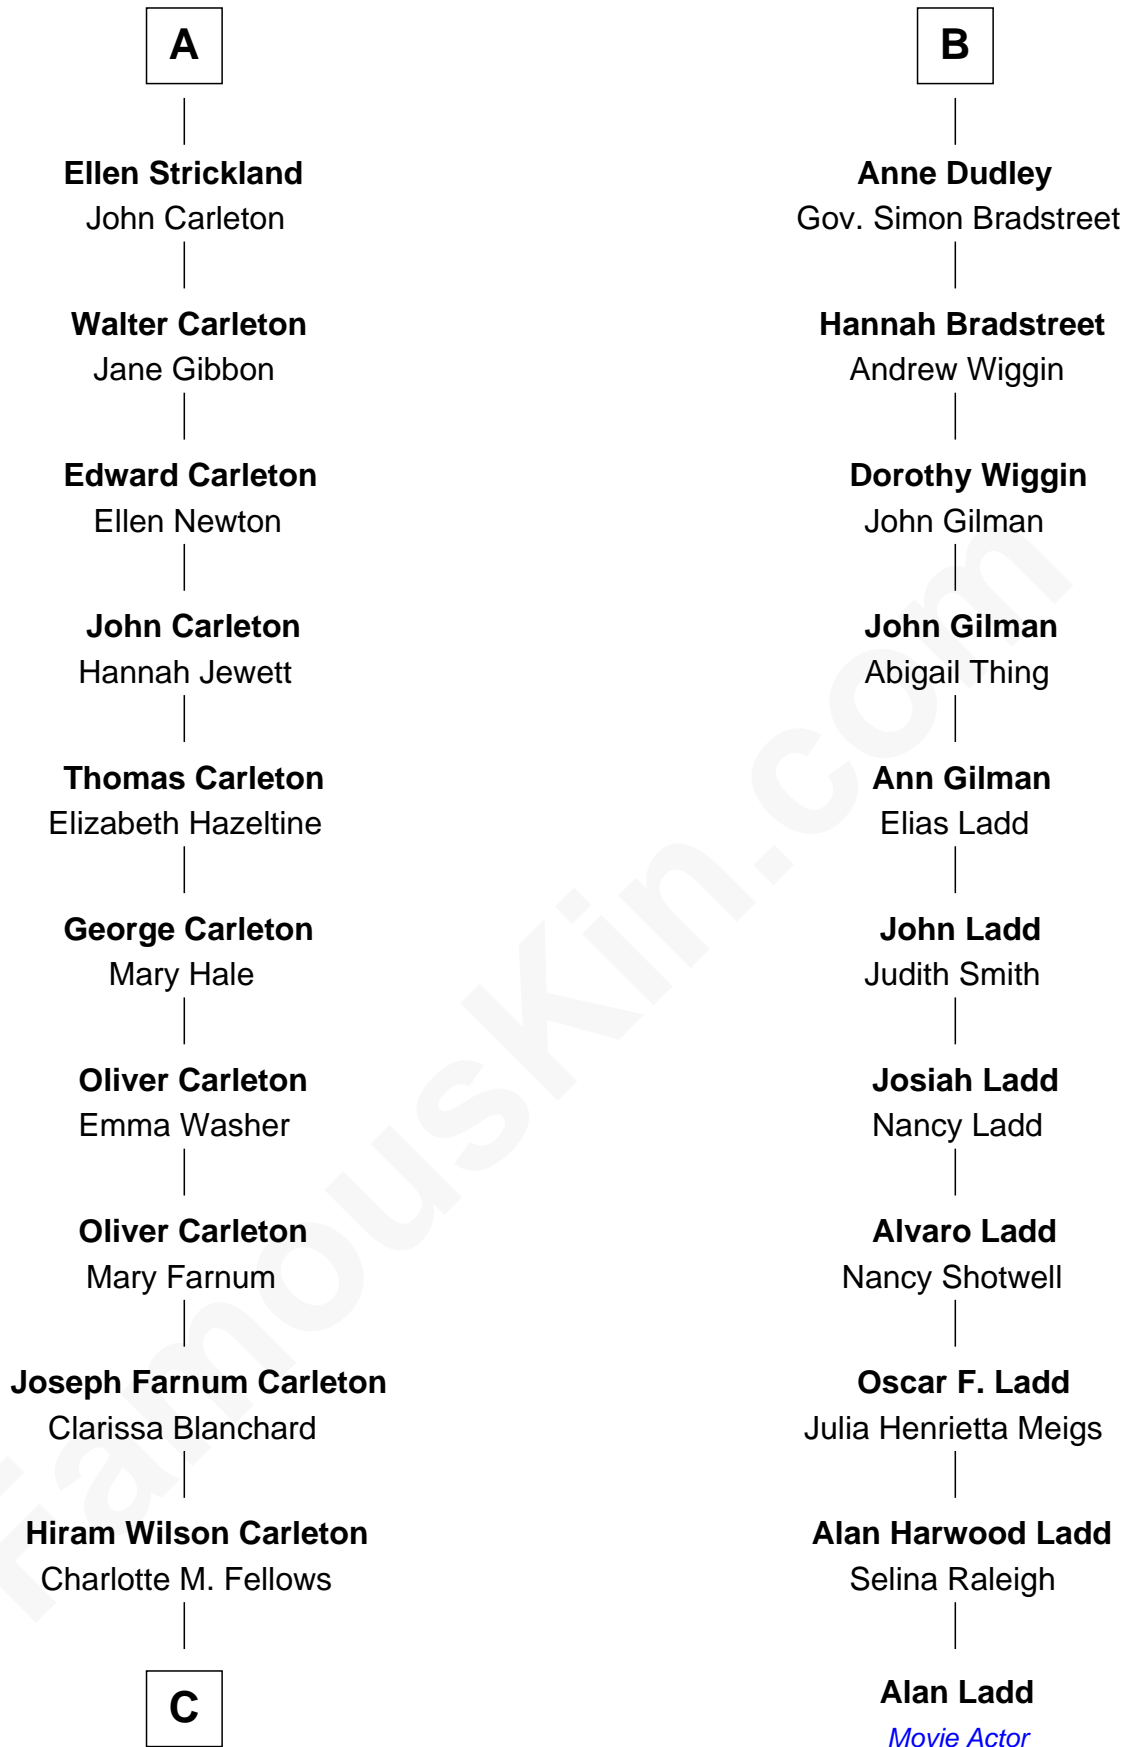 A
Ellen Strickland
John Carleton
Walter Carleton
Jane Gibbon
Edward Carleton
Ellen Newton
John Carleton
Hannah Jewett
Thomas Carleton
Elizabeth Hazeltine
George Carleton
Mary Hale
Oliver Carleton
Emma Washer
Oliver Carleton
Mary Farnum
Joseph Farnum Carleton
Clarissa Blanchard
Hiram Wilson Carleton
Charlotte M. Fellows
C
B
Anne Dudley
Gov. Simon Bradstreet
Hannah Bradstreet
Andrew Wiggin
Dorothy Wiggin
John Gilman
John Gilman
Abigail Thing
Ann Gilman
Elias Ladd
John Ladd
Judith Smith
Josiah Ladd
Nancy Ladd
Alvaro Ladd
Nancy Shotwell
Oscar F. Ladd
Julia Henrietta Meigs
Alan Harwood Ladd
Selina Raleigh
Alan Ladd
Movie Actor
FamousKin.com